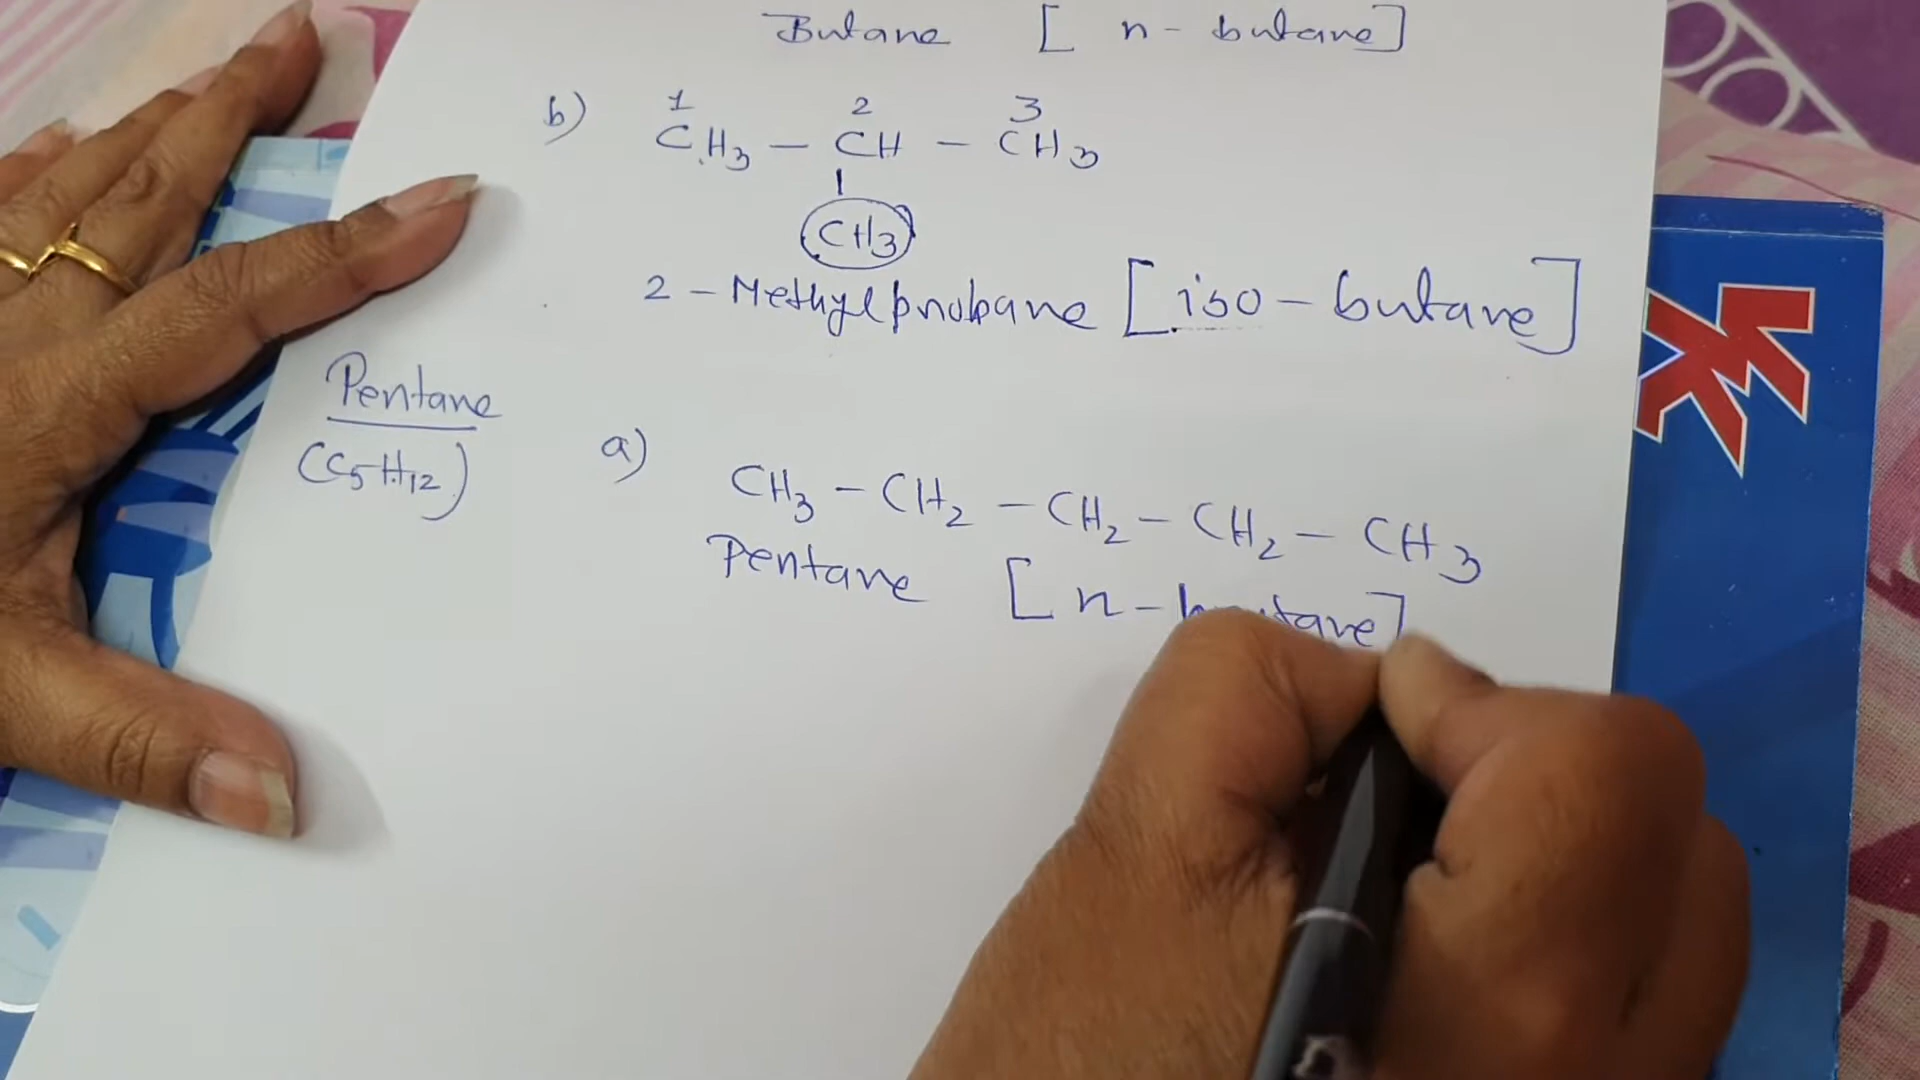 Butane [ n - butane]
b) 1 2 3
CH3 — CH — CH3
|
CH3
2 - Methylpropane [iso - butane]
Pentane
(C5H12)
a)
CH3 — CH2 — CH2 — CH2 — CH3
Pentane [ n -